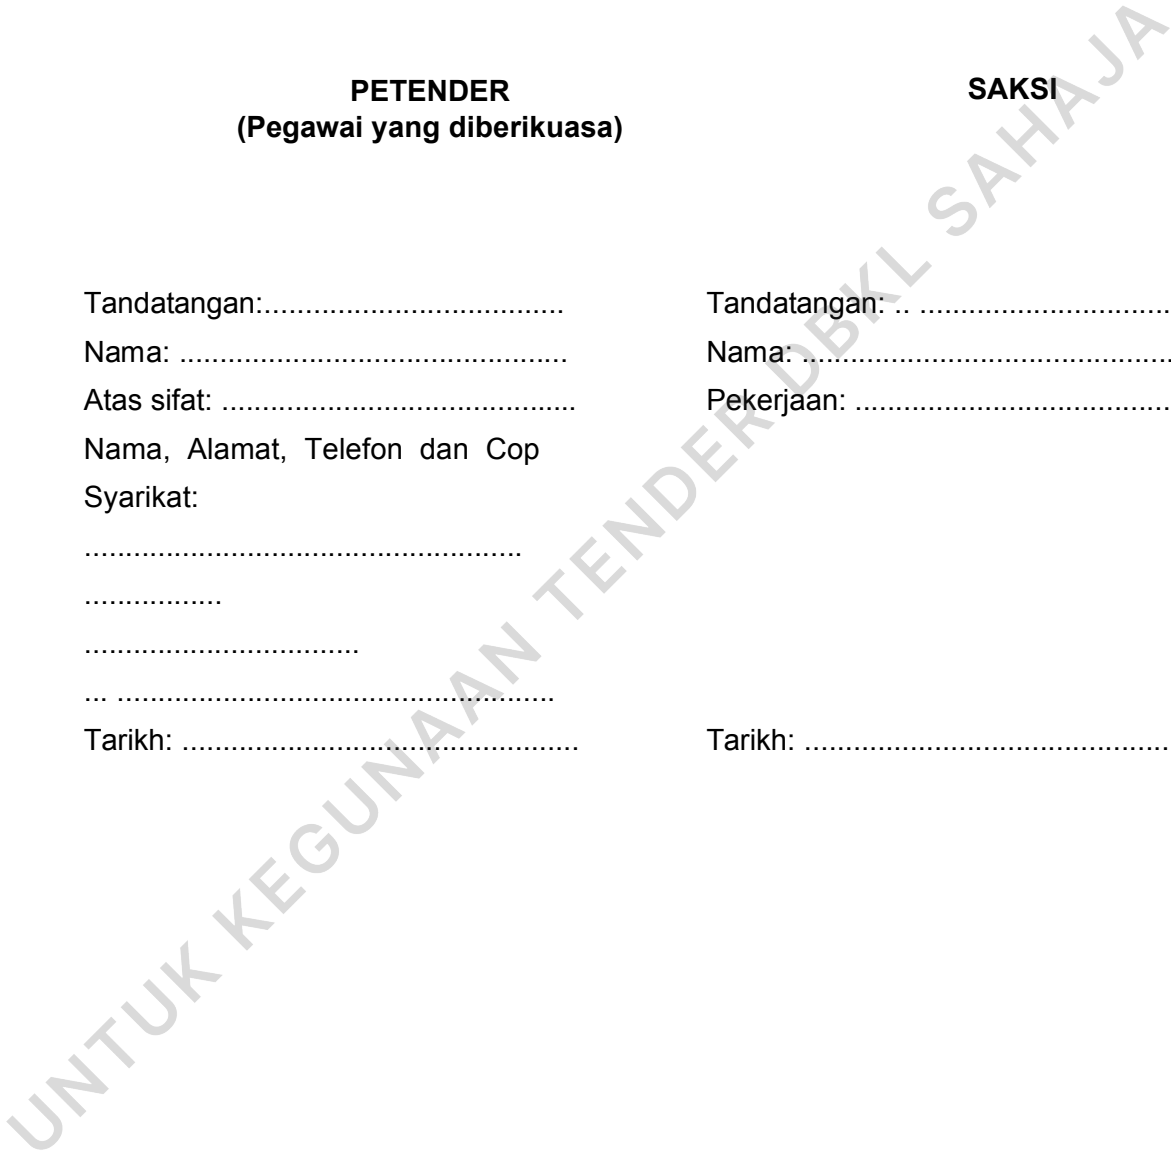 PETENDER
(Pegawai yang diberikuasa)
SAKSI
Tandatangan:.....................................
Nama: ................................................
Atas sifat: ............................................
Nama, Alamat, Telefon dan Cop
Syarikat:
......................................................
.................
..................................
... ......................................................
Tarikh: .................................................
Tandatangan: .. ...............................
Nama: ..............................................
Pekerjaan: .......................................
Tarikh: .............................................
UNTUK KEGUNAAN TENDER DBKL SAHAJA